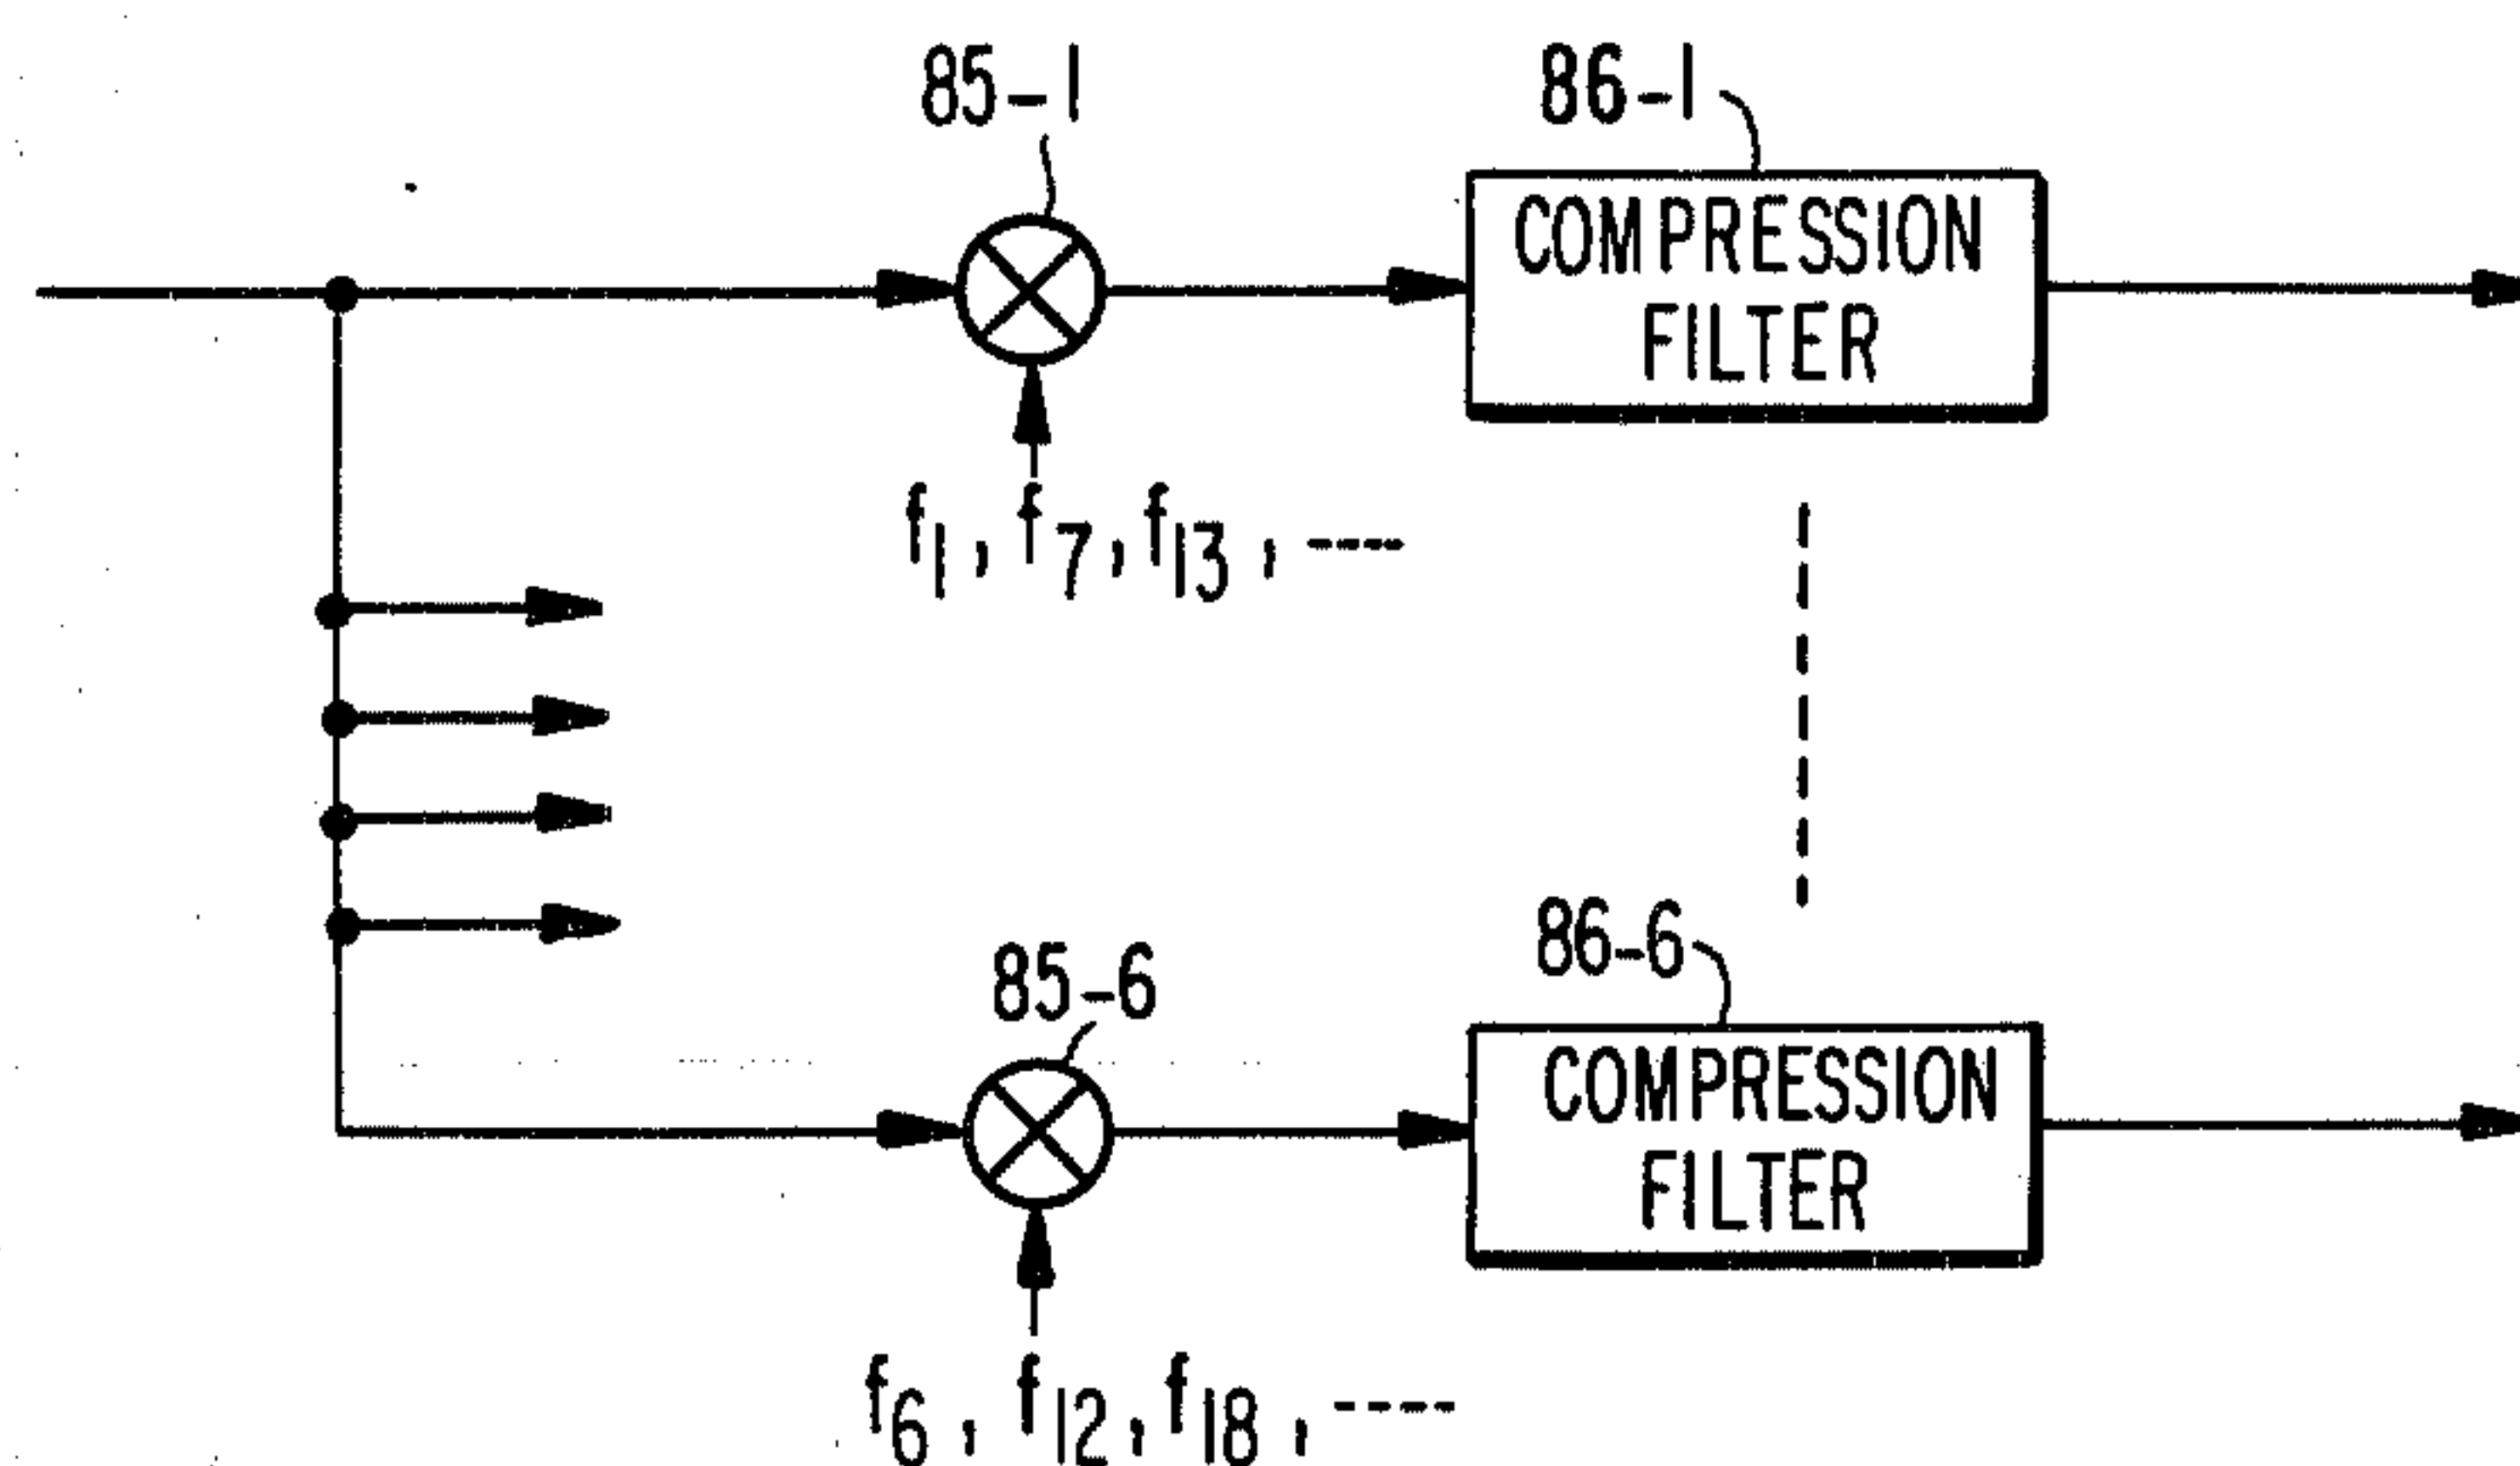 85-1
86-1
COMPRESSION
FILTER
f1, f7, f13, ----
86-6
85-6
COMPRESSION
FILTER
f6, f12, f18, ----